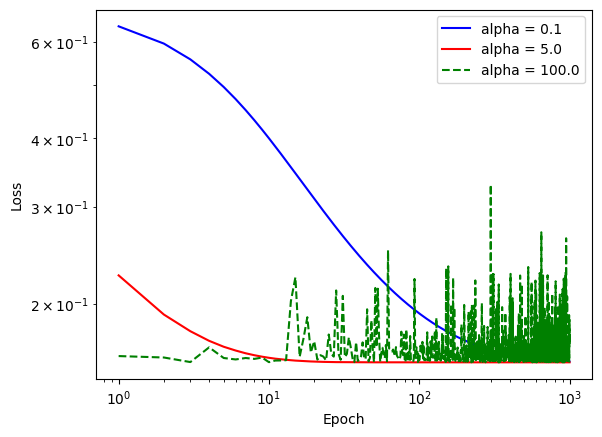 alpha = 0.1
alpha = 5.0
alpha = 100.0
6 × 10⁻¹
4 × 10⁻¹
3 × 10⁻¹
2 × 10⁻¹
Loss
10⁰ 10¹ 10² 10³
Epoch